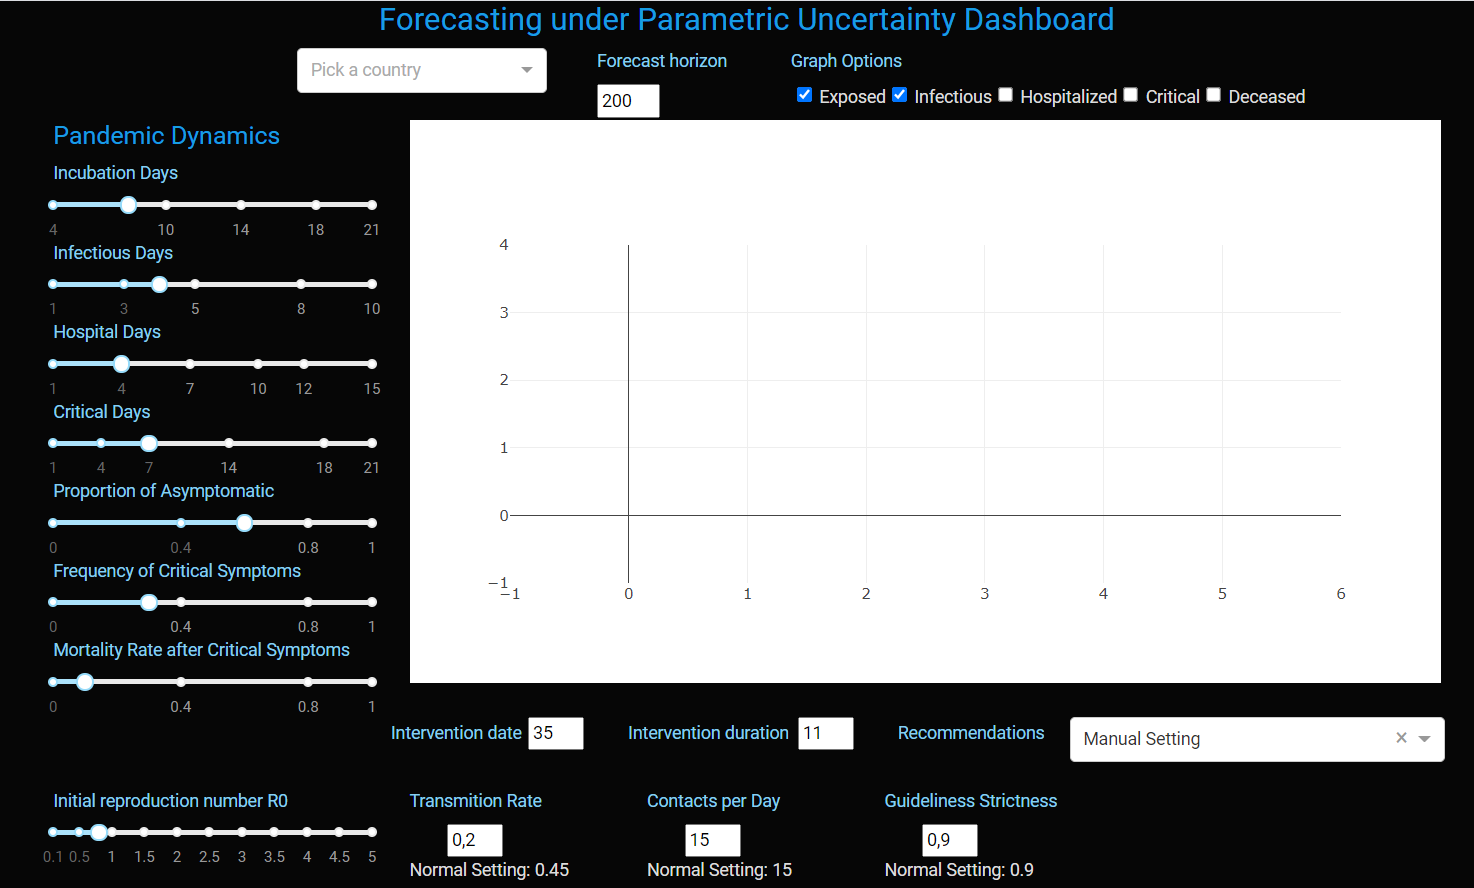 Forecasting under Parametric Uncertainty Dashboard
Pick a country
Forecast horizon
200
Graph Options
Exposed Infectious Hospitalized Critical Deceased
Pandemic Dynamics
Incubation Days
4 10 14 18 21
Infectious Days
1 3 5 8 10
Hospital Days
1 4 7 10 12 15
Critical Days
1 4 7 14 18 21
Proportion of Asymptomatic
0 0.4 0.8 1
Frequency of Critical Symptoms
0 0.4 0.8 1
Mortality Rate after Critical Symptoms
0 0.4 0.8 1
4
3
2
1
0
−1
−1 0 1 2 3 4 5 6
Intervention date 35
Intervention duration 11
Recommendations
Manual Setting ×
Initial reproduction number R0
0.1 0.5 1 1.5 2 2.5 3 3.5 4 4.5 5
Transmition Rate
0,2
Normal Setting: 0.45
Contacts per Day
15
Normal Setting: 15
Guideliness Strictness
0,9
Normal Setting: 0.9